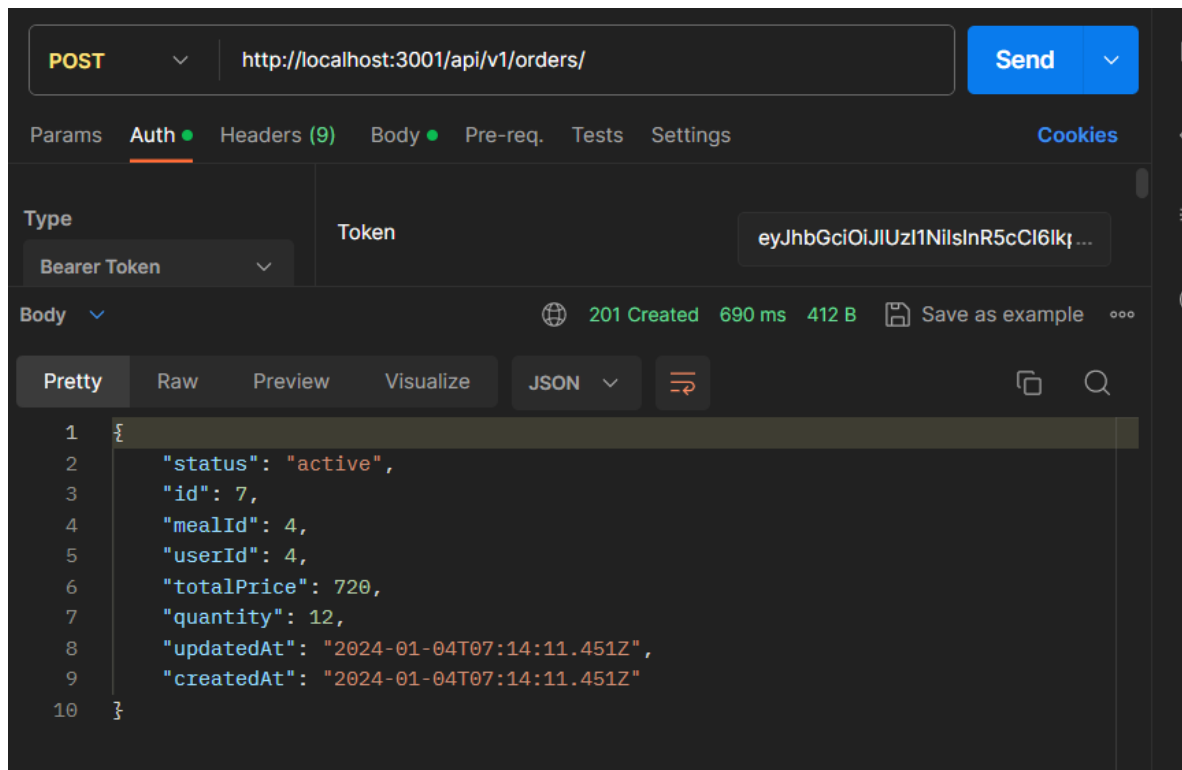 POST http://localhost:3001/api/v1/orders/ Send
Params Auth Headers (9) Body Pre-req. Tests Settings Cookies
Type
Token eyJhbGciOiJIUzI1NiIsInR5cCI6Ikp...
Bearer Token
Body 201 Created 690 ms 412 B Save as example
Pretty Raw Preview Visualize JSON
1 {
2 "status": "active",
3 "id": 7,
4 "mealId": 4,
5 "userId": 4,
6 "totalPrice": 720,
7 "quantity": 12,
8 "updatedAt": "2024-01-04T07:14:11.451Z",
9 "createdAt": "2024-01-04T07:14:11.451Z"
10 }